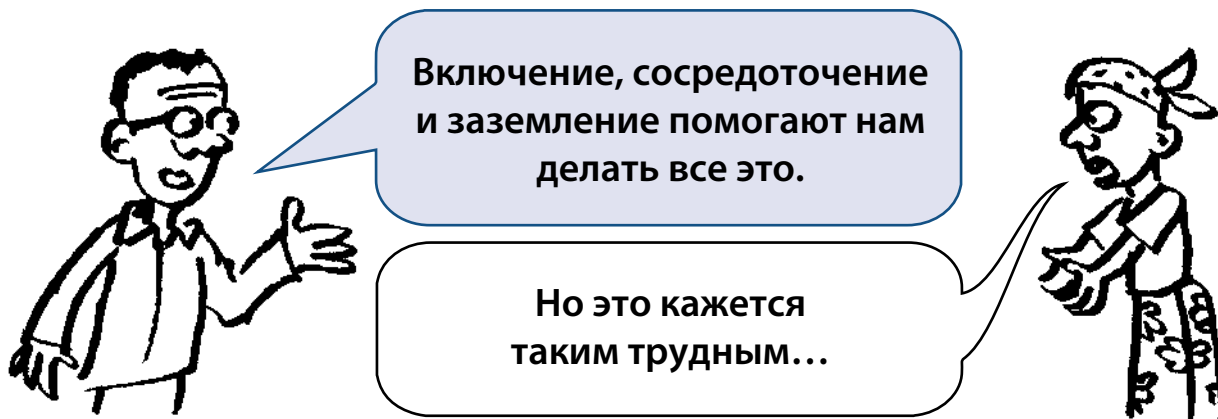 Включение, сосредоточение
и заземление помогают нам
делать все это.
Но это кажется
таким трудным…